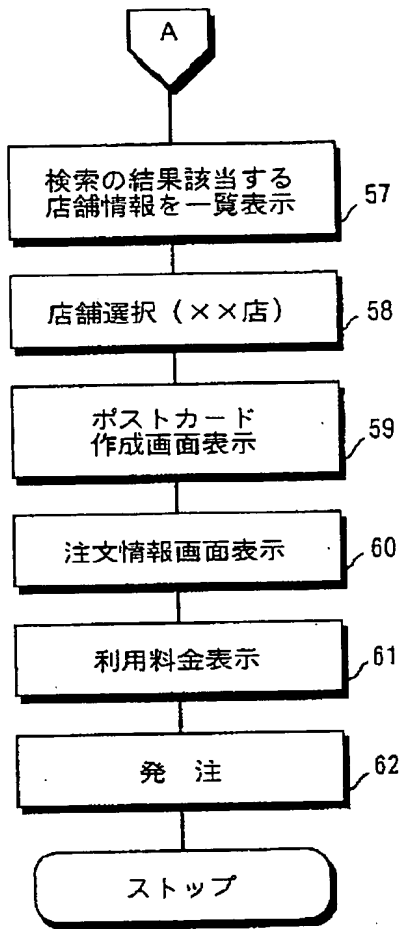 A
検索の結果該当する
店舗情報を一覧表示
57
店舗選択（××店）
58
ポストカード
作成画面表示
59
注文情報画面表示
60
利用料金表示
61
発 注
62
ストップ